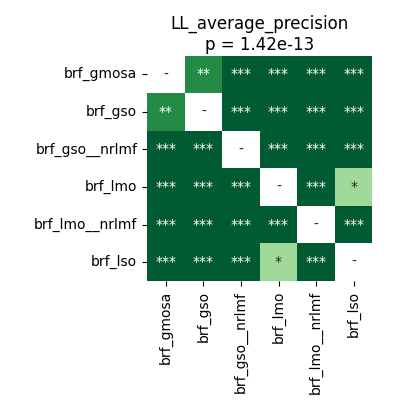 LL_average_precision
p = 1.42e-13
brf_gmosa - ** *** *** *** ***
brf_gso ** - *** *** *** ***
brf_gso__nrlmf *** *** - *** *** ***
brf_lmo *** *** *** - *** *
brf_lmo__nrlmf *** *** *** *** - ***
brf_lso *** *** *** * *** -
brf_gmosa brf_gso brf_gso__nrlmf brf_lmo brf_lmo__nrlmf brf_lso